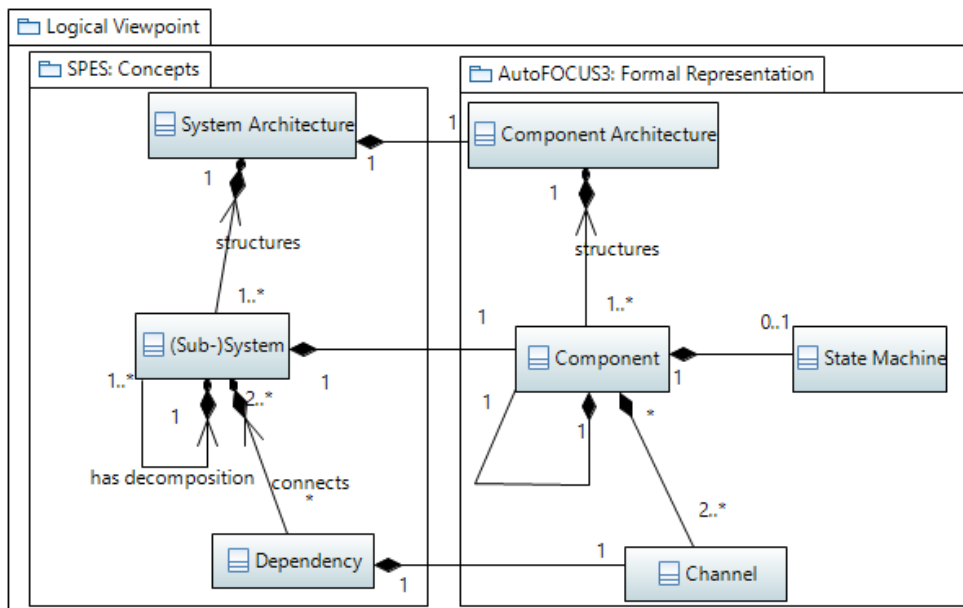 Logical Viewpoint
SPES: Concepts
AutoFOCUS3: Formal Representation
System Architecture
1
1
Component Architecture
1
1
structures
structures
1..*
1..*
(Sub-)System
1
1
Component
1
0..1
State Machine
1..*
1
2..*
1
1
*
has decomposition
connects
*
2..*
Dependency
1
1
Channel